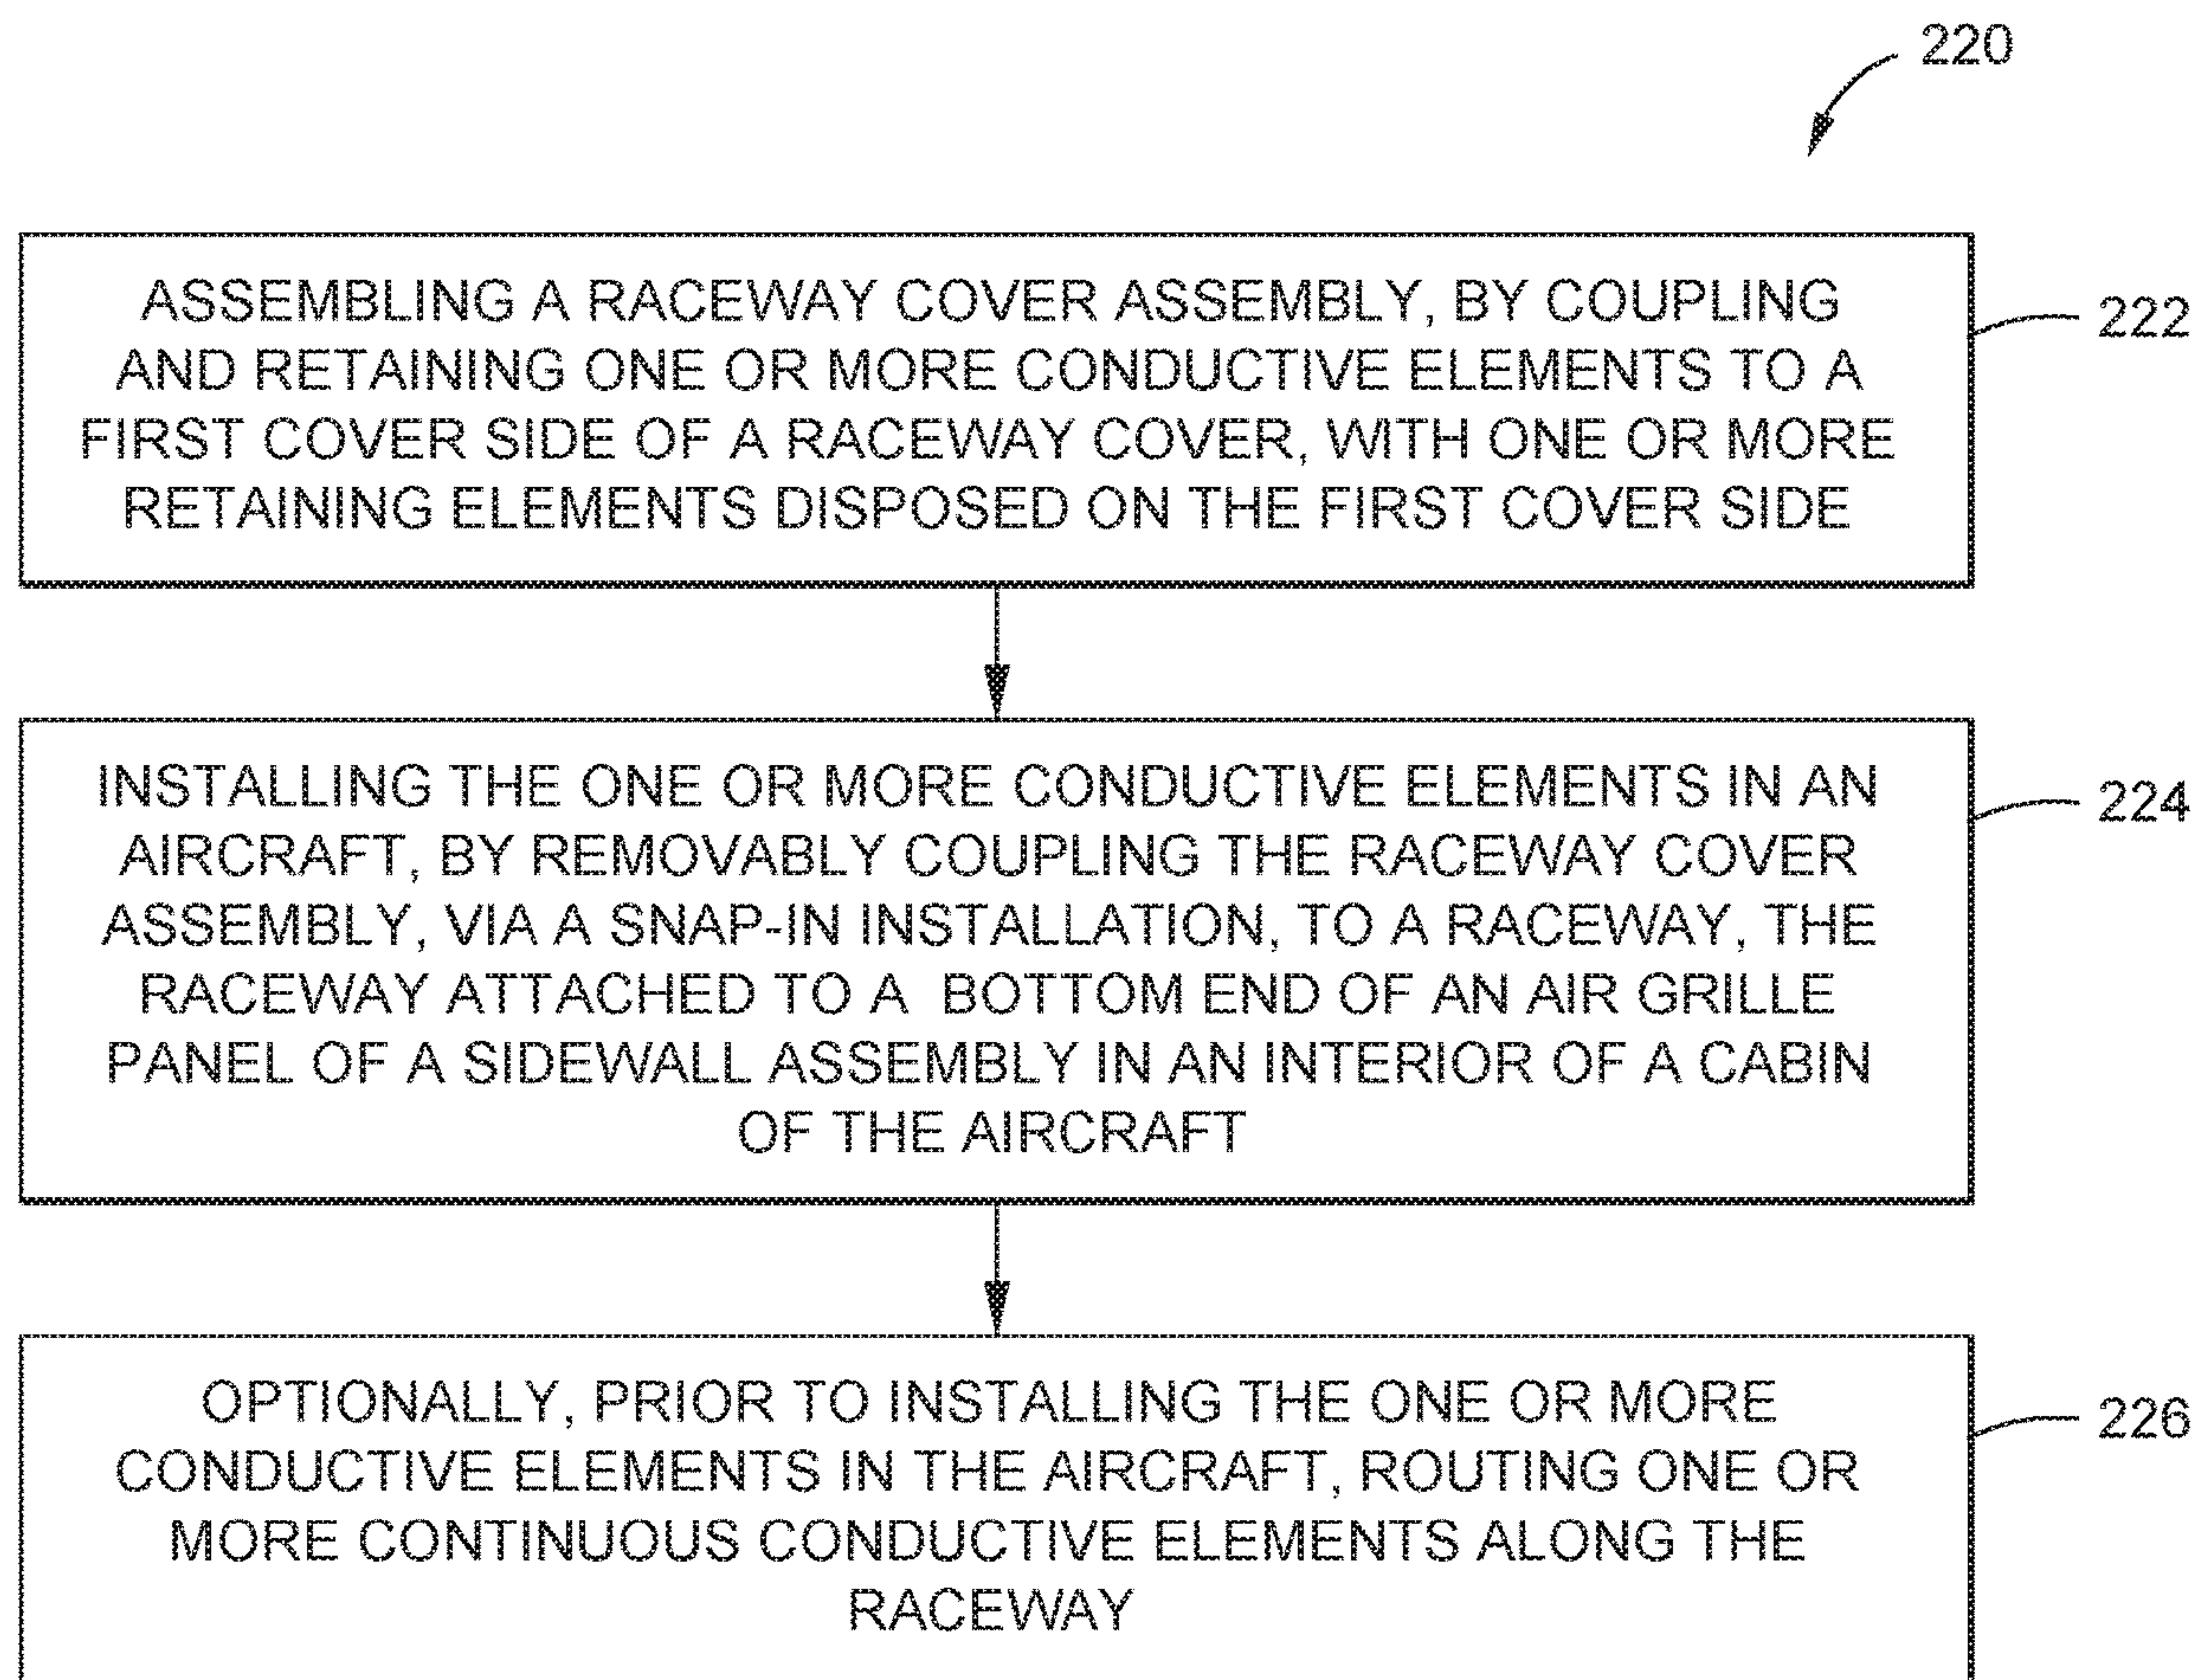 220
ASSEMBLING A RACEWAY COVER ASSEMBLY, BY COUPLING
AND RETAINING ONE OR MORE CONDUCTIVE ELEMENTS TO A
FIRST COVER SIDE OF A RACEWAY COVER, WITH ONE OR MORE
RETAINING ELEMENTS DISPOSED ON THE FIRST COVER SIDE
222
INSTALLING THE ONE OR MORE CONDUCTIVE ELEMENTS IN AN
AIRCRAFT, BY REMOVABLY COUPLING THE RACEWAY COVER
ASSEMBLY, VIA A SNAP-IN INSTALLATION, TO A RACEWAY, THE
RACEWAY ATTACHED TO A BOTTOM END OF AN AIR GRILLE
PANEL OF A SIDEWALL ASSEMBLY IN AN INTERIOR OF A CABIN
OF THE AIRCRAFT
224
OPTIONALLY, PRIOR TO INSTALLING THE ONE OR MORE
CONDUCTIVE ELEMENTS IN THE AIRCRAFT, ROUTING ONE OR
MORE CONTINUOUS CONDUCTIVE ELEMENTS ALONG THE
RACEWAY
226